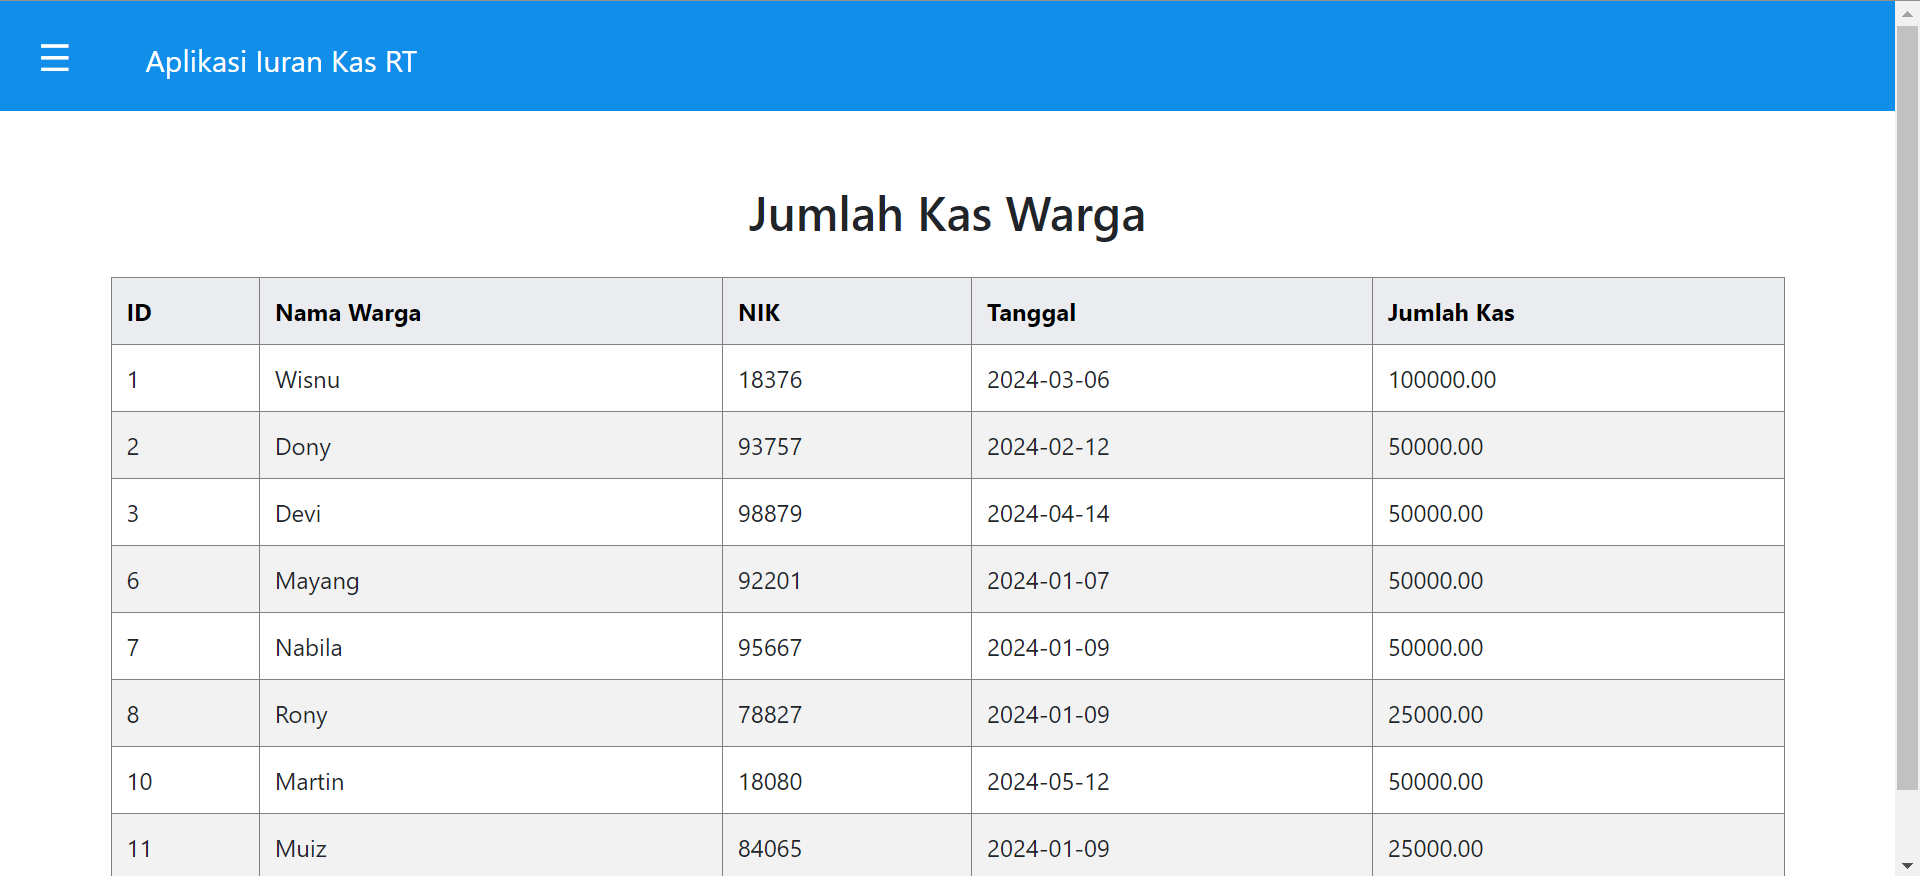 ☰ Aplikasi Iuran Kas RT
Jumlah Kas Warga
ID Nama Warga NIK Tanggal Jumlah Kas
1 Wisnu 18376 2024-03-06 100000.00
2 Dony 93757 2024-02-12 50000.00
3 Devi 98879 2024-04-14 50000.00
6 Mayang 92201 2024-01-07 50000.00
7 Nabila 95667 2024-01-09 50000.00
8 Rony 78827 2024-01-09 25000.00
10 Martin 18080 2024-05-12 50000.00
11 Muiz 84065 2024-01-09 25000.00